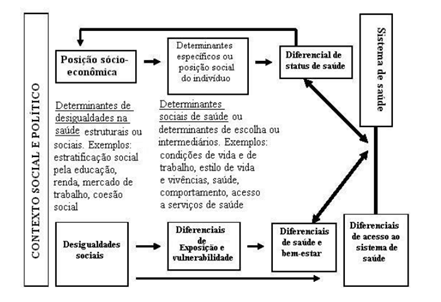 CONTEXTO SOCIAL E POLÍTICO
Posição sócio-
econômica
Determinantes
específicos ou
posição social
do indivíduo
Diferencial de
status de saúde
Sistema de
saúde
Determinantes de
desigualdades na
saúde estruturais ou
sociais. Exemplos:
estratificação social
pela educação,
renda, mercado de
trabalho, coesão
social
Determinantes
sociais de saúde ou
determinantes de escolha ou
intermediários. Exemplos:
condições de vida e de
trabalho, estilo de vida
e vivências, saúde,
comportamento, acesso
a serviços de saúde
Desigualdades
sociais
Diferenciais
de
Exposição e
vulnerabilidade
Diferenciais
de saúde e
bem-estar
Diferenciais
de acesso ao
sistema de
saúde